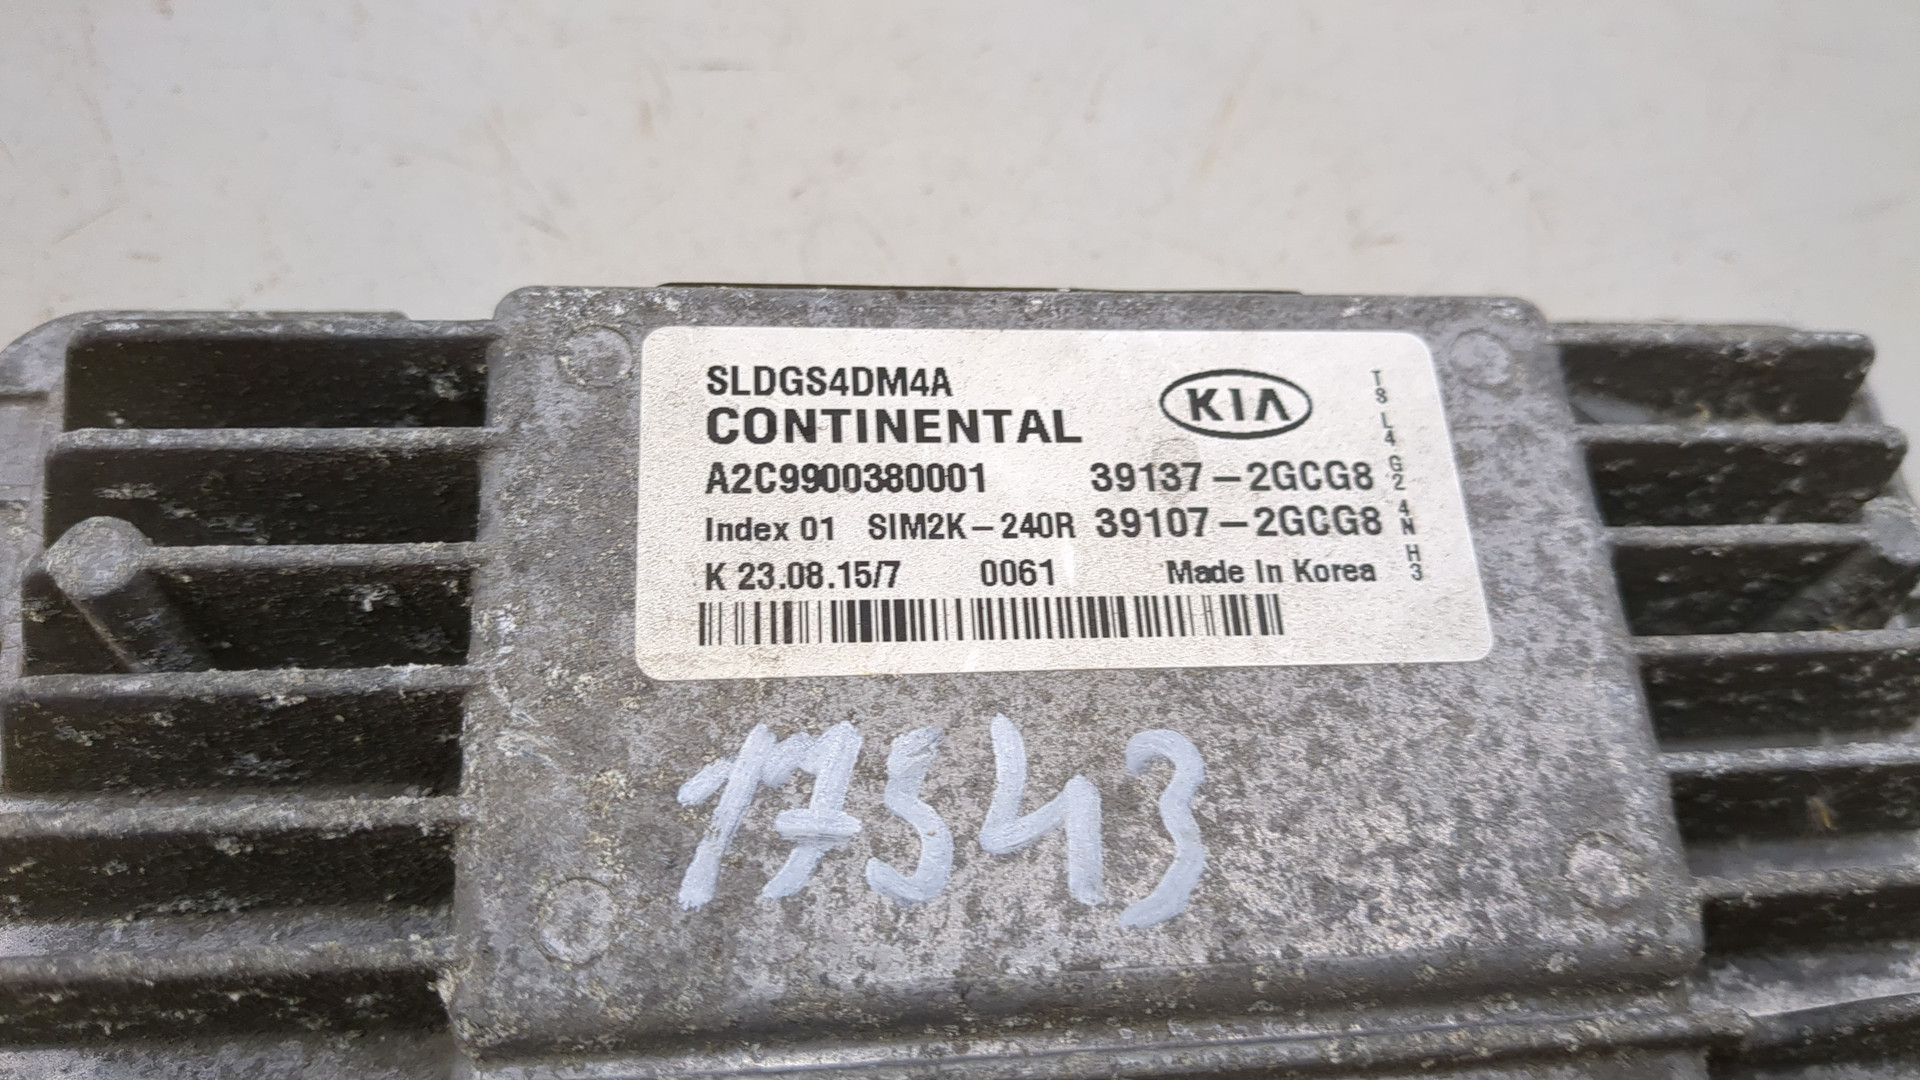 SLDGS4DM4A
CONTINENTAL
KIA
A2C9900380001 39137-2GCG8
Index 01 SIM2K-240R 39107-2GCG8
K 23.08.15/7 0061 Made In Korea
T8 L4 G2 4N H3
17543